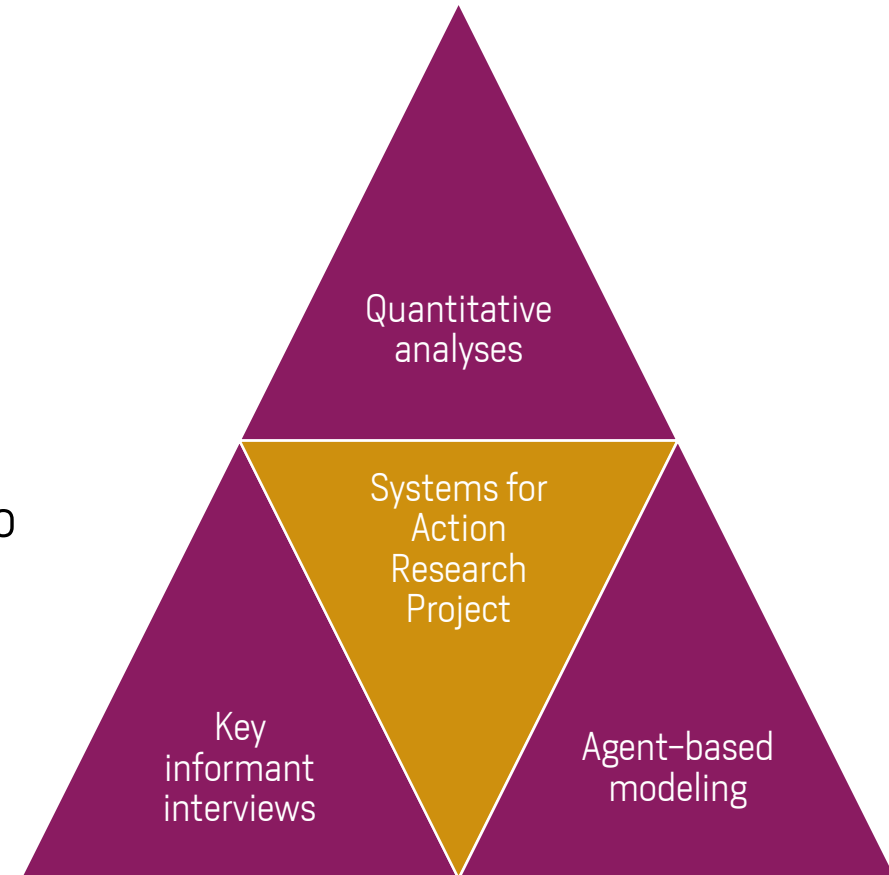 Quantitative
analyses
Systems for
Action
Research
Project
o
Key
informant
interviews
Agent-based
modeling